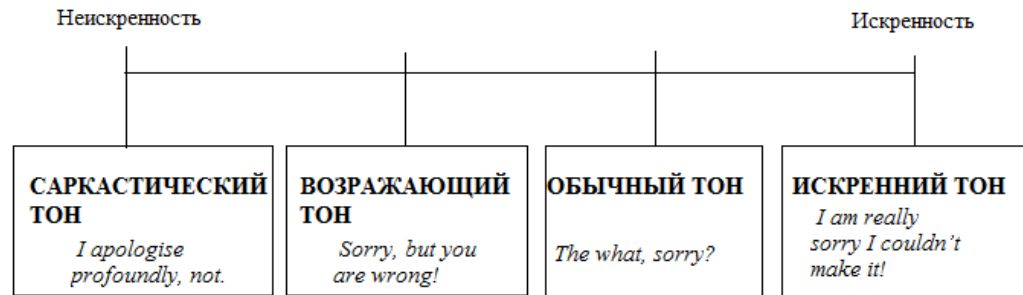 Неискренность
Искренность
САРКАСТИЧЕСКИЙ
ТОН
I apologise
profoundly, not.
ВОЗРАЖАЮЩИЙ
ТОН
Sorry, but you
are wrong!
ОБЫЧНЫЙ ТОН
The what, sorry?
ИСКРЕННИЙ ТОН
I am really
sorry I couldn’t
make it!